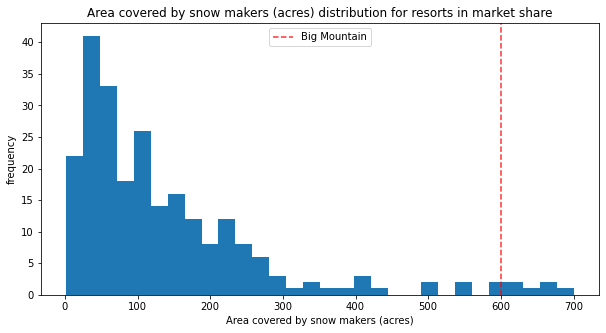 Area covered by snow makers (acres) distribution for resorts in market share
Big Mountain
frequency
40
35
30
25
20
15
10
5
0
0 100 200 300 400 500 600 700
Area covered by snow makers (acres)